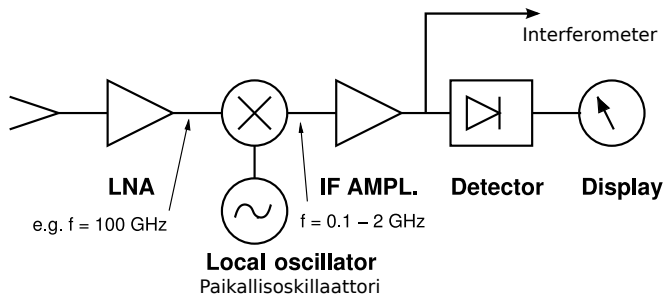 Interferometer
LNA
IF AMPL.
Detector
Display
e.g. f = 100 GHz
f = 0.1 – 2 GHz
Local oscillator
Paikallisoskillaattori